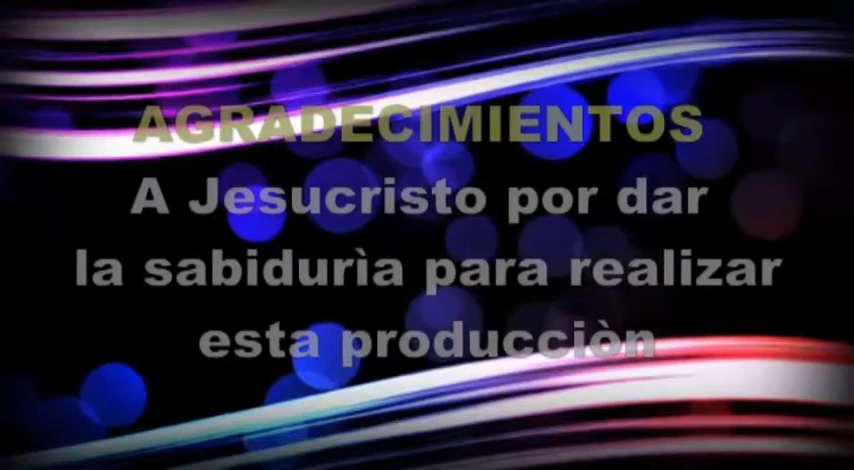 AGRADECIMIENTOS
A Jesucristo por dar
la sabidurìa para realizar
esta producciòn